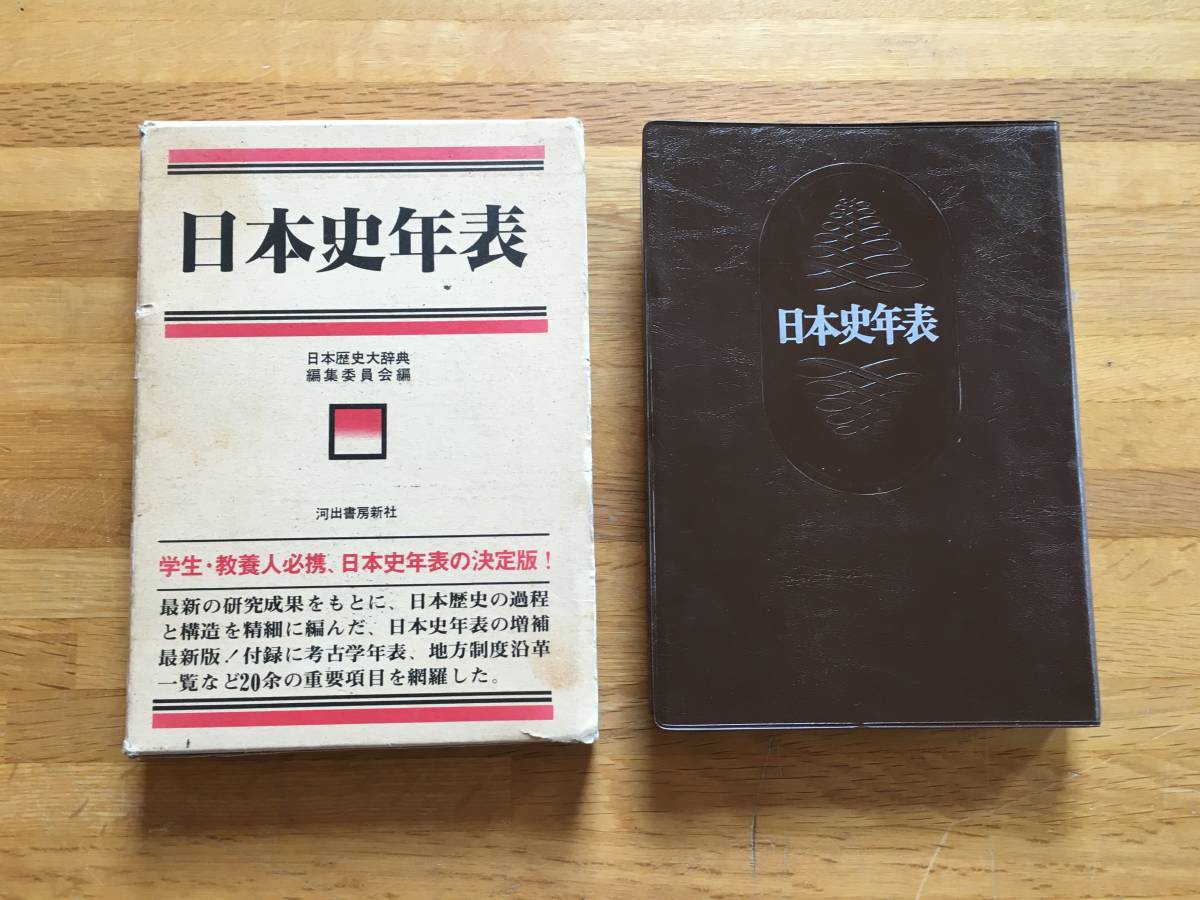 日本史年表
日本歴史大辞典
編集委員会編
河出書房新社
学生・教養人必携、日本史年表の決定版！
最新の研究成果をもとに、日本歴史の過程
と構造を精細に編んだ、日本史年表の増補
最新版！付録に考古学年表、地方制度沿革
一覧など20余の重要項目を網羅した。
日本史年表